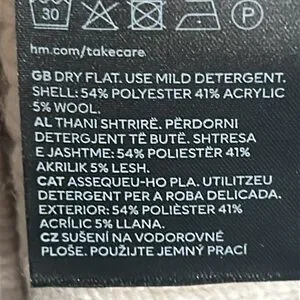 30
P
hm.com/takecare
GB DRY FLAT. USE MILD DETERGENT.
SHELL: 54% POLYESTER 41% ACRYLIC
5% WOOL.
AL THANI SHTRIRË. PËRDORNI
DETERGJENT TË BUTË. SHTRESA
E JASHTME: 54% POLIESTËR 41%
AKRILIK 5% LESH.
CAT ASSEQUEU-HO PLA. UTILITZEU
DETERGENT PER A ROBA DELICADA.
EXTERIOR: 54% POLIÈSTER 41%
ACRÍLIC 5% LLANA.
CZ SUŠENÍ NA VODOROVNÉ
PLOŠE. POUŽIJTE JEMNÝ PRACÍ